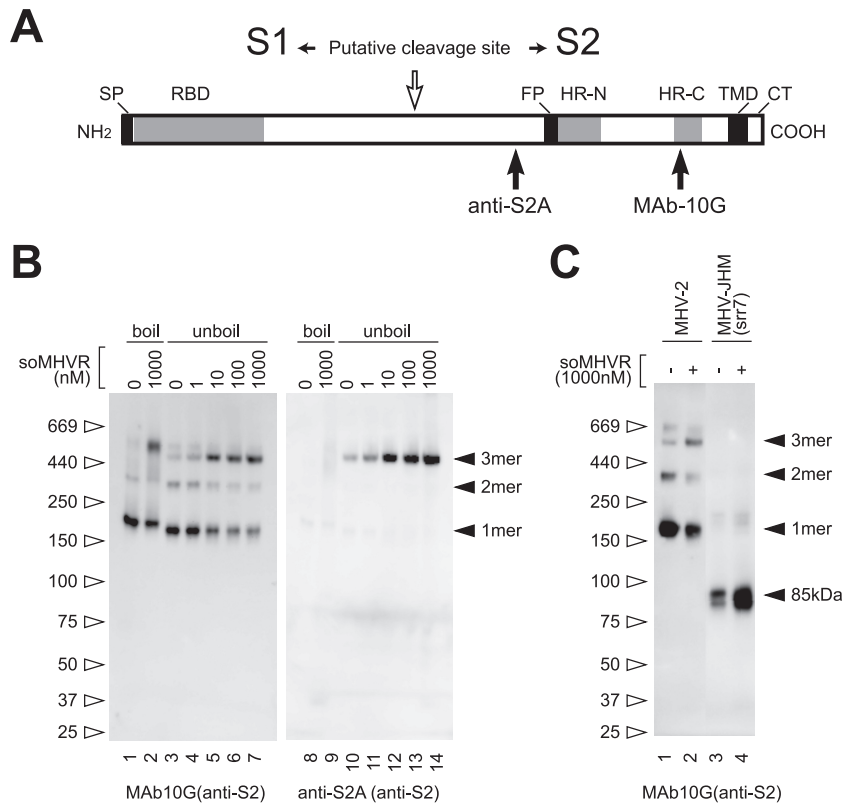 A
S1 Putative cleavage site S2
SP RBD FP HR-N HR-C TMD CT
NH2 COOH
anti-S2A MAb-10G
B
boil unboil boil unboil
soMHVR (nM) 0 1000 0 1 10 100 1000 0 1000 0 1 10 100 1000
669
440
250
150
100
75
50
37
25
3mer
2mer
1mer
1 2 3 4 5 6 7 8 9 10 11 12 13 14
MAb10G(anti-S2) anti-S2A (anti-S2)
C
MHV-2 MHV-JHM (srr7)
soMHVR (1000nM) - + - +
669
440
250
150
100
75
50
37
25
3mer
2mer
1mer
85kDa
1 2 3 4
MAb10G(anti-S2)